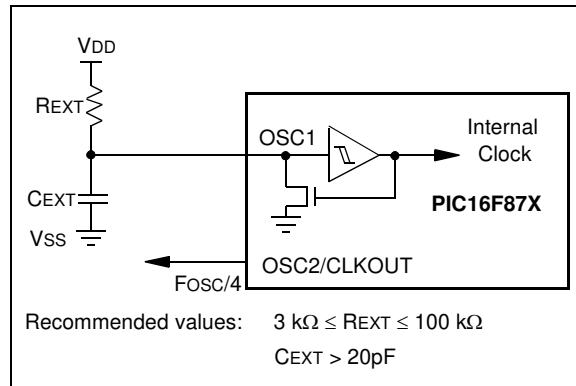 VDD
REXT
OSC1
Internal
Clock
CEXT
PIC16F87X
VSS
OSC2/CLKOUT
FOSC/4
Recommended values: 3 kΩ ≤ REXT ≤ 100 kΩ
CEXT > 20pF